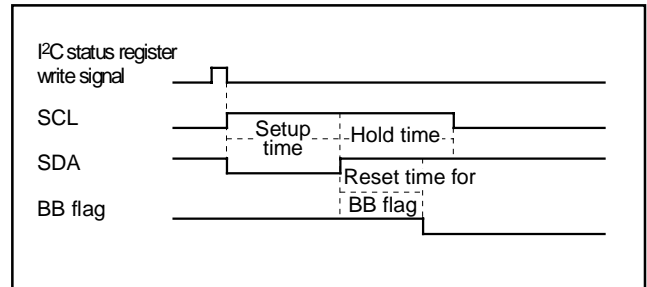 I²C status register
write signal
SCL
Setup
time
Hold time
SDA
Reset time for
BB flag
BB flag